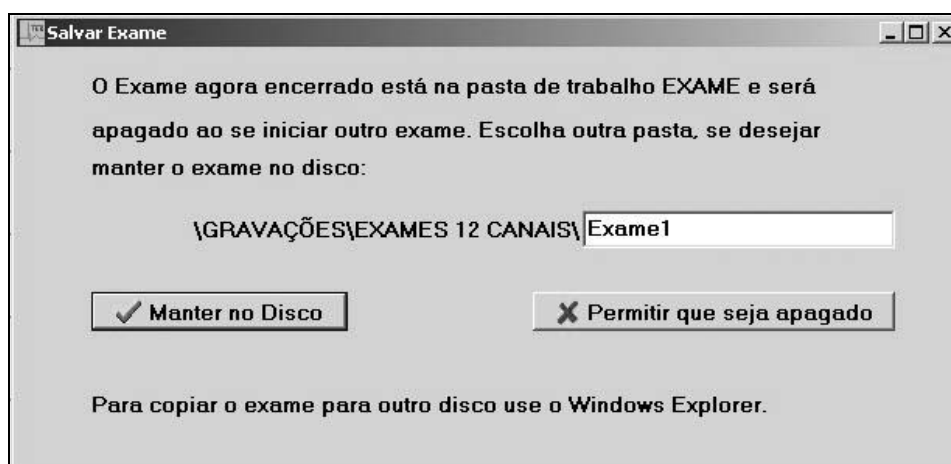 Salvar Exame
O Exame agora encerrado está na pasta de trabalho EXAME e será
apagado ao se iniciar outro exame. Escolha outra pasta, se desejar
manter o exame no disco:
\GRAVAÇÕES\EXAMES 12 CANAIS\ Exame1
Manter no Disco Permitir que seja apagado
Para copiar o exame para outro disco use o Windows Explorer.